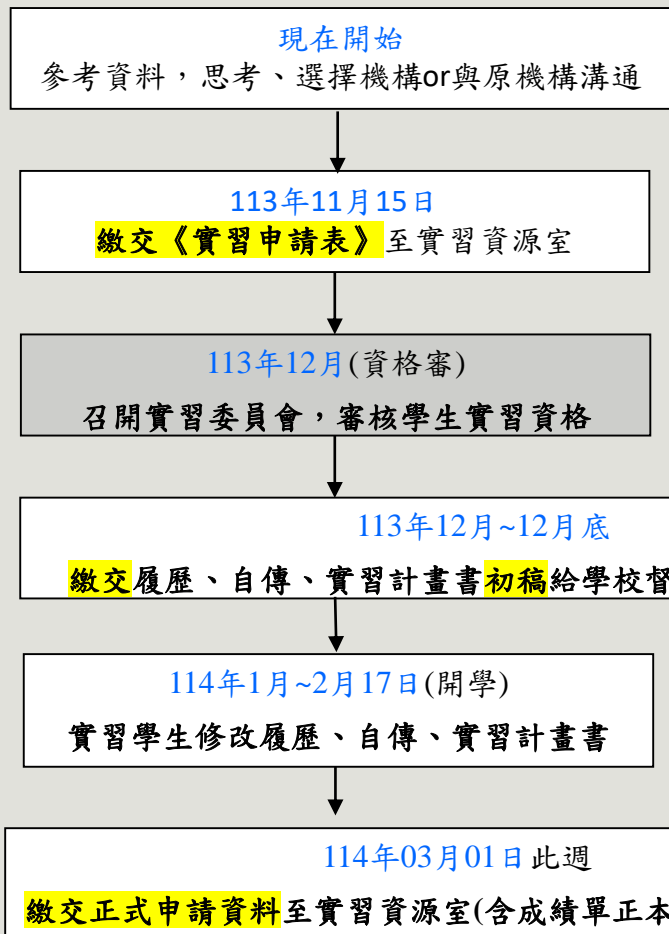 現在開始
參考資料，思考、選擇機構or與原機構溝通
113年11月15日
繳交《實習申請表》至實習資源室
113年12月(資格審)
召開實習委員會，審核學生實習資格
113年12月~12月底
繳交履歷、自傳、實習計畫書初稿給學校督
114年1月~2月17日(開學)
實習學生修改履歷、自傳、實習計畫書
114年03月01日此週
繳交正式申請資料至實習資源室(含成績單正本